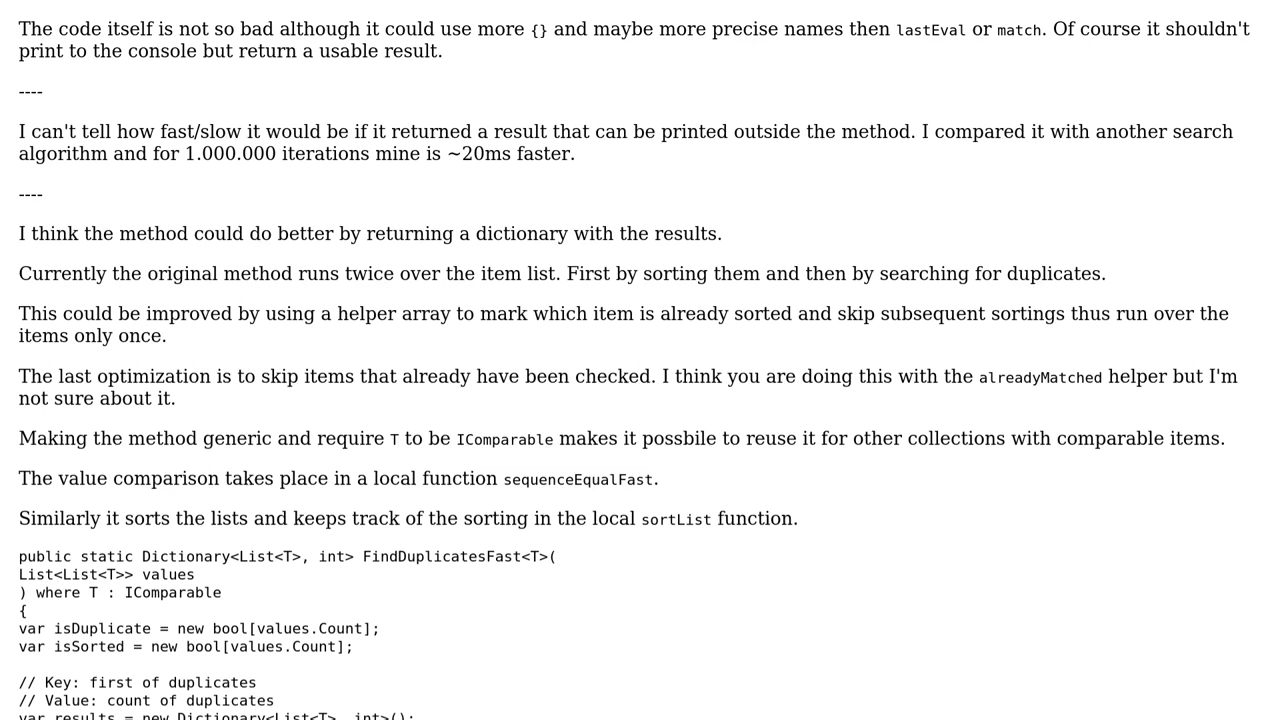 The code itself is not so bad although it could use more {} and maybe more precise names then lastEval or match. Of course it shouldn't
print to the console but return a usable result.
----
I can't tell how fast/slow it would be if it returned a result that can be printed outside the method. I compared it with another search
algorithm and for 1.000.000 iterations mine is ~20ms faster.
----
I think the method could do better by returning a dictionary with the results.
Currently the original method runs twice over the item list. First by sorting them and then by searching for duplicates.
This could be improved by using a helper array to mark which item is already sorted and skip subsequent sortings thus run over the
items only once.
The last optimization is to skip items that already have been checked. I think you are doing this with the alreadyMatched helper but I'm
not sure about it.
Making the method generic and require T to be IComparable makes it possbile to reuse it for other collections with comparable items.
The value comparison takes place in a local function sequenceEqualFast.
Similarly it sorts the lists and keeps track of the sorting in the local sortList function.
public static Dictionary<List<T>, int> FindDuplicatesFast<T>(
List<List<T>> values
) where T : IComparable
{
var isDuplicate = new bool[values.Count];
var isSorted = new bool[values.Count];
// Key: first of duplicates
// Value: count of duplicates
var results = new Dictionary<List<T>, int>();